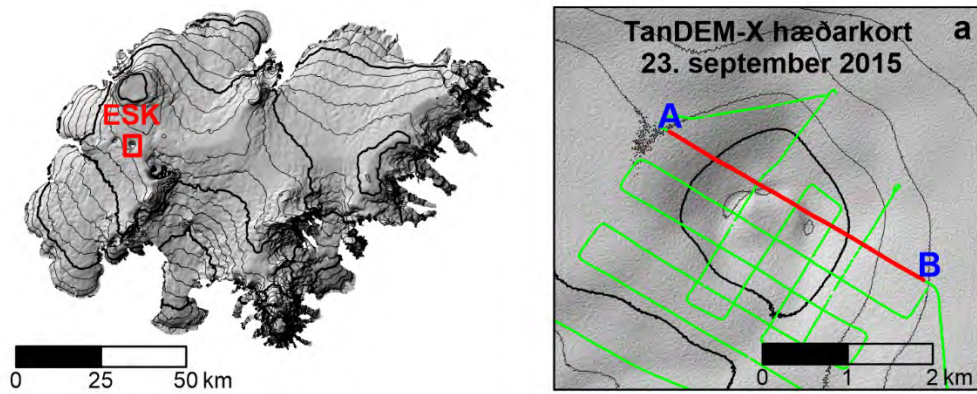 ESK
0 25 50 km
TanDEM-X hæðarkort
23. september 2015
a
A
B
0 1 2 km